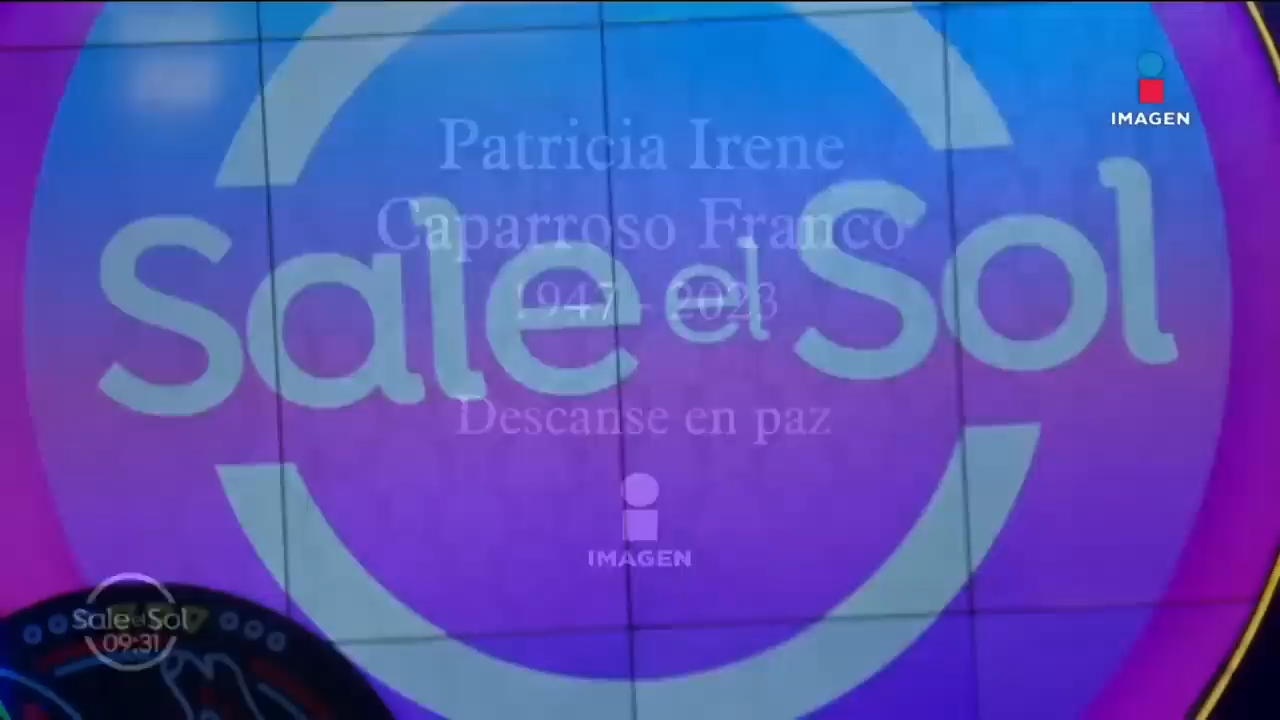 IMAGEN
Patricia Irene
Caparroso Franco
1947 - 2023
Descanse en paz
IMAGEN
Sale el Sol
Sale el Sol
09:31